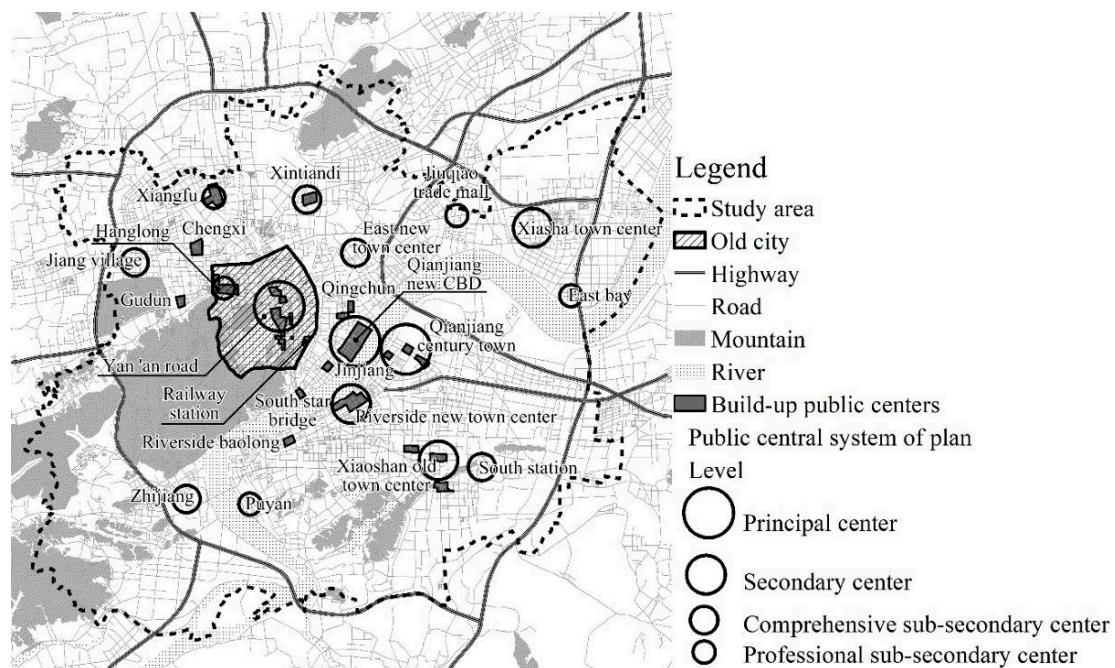 Xintiandi
Jiuqiao
trade mall
Xiangfu
Chengxi
Xiasha town center
Hanglong
East new
town center
Jiang village
Qianjiang
new CBD
Gudun
Qingchun
East bay
Qianjiang
century town
Yan 'an road
Jinjiang
Railway
station
South star
bridge
Riverside new town center
Riverside baolong
Xiaoshan old
town center
South station
Zhijiang
Puyan
Legend
Study area
Old city
Highway
Road
Mountain
River
Build-up public centers
Public central system of plan
Level
Principal center
Secondary center
Comprehensive sub-secondary center
Professional sub-secondary center